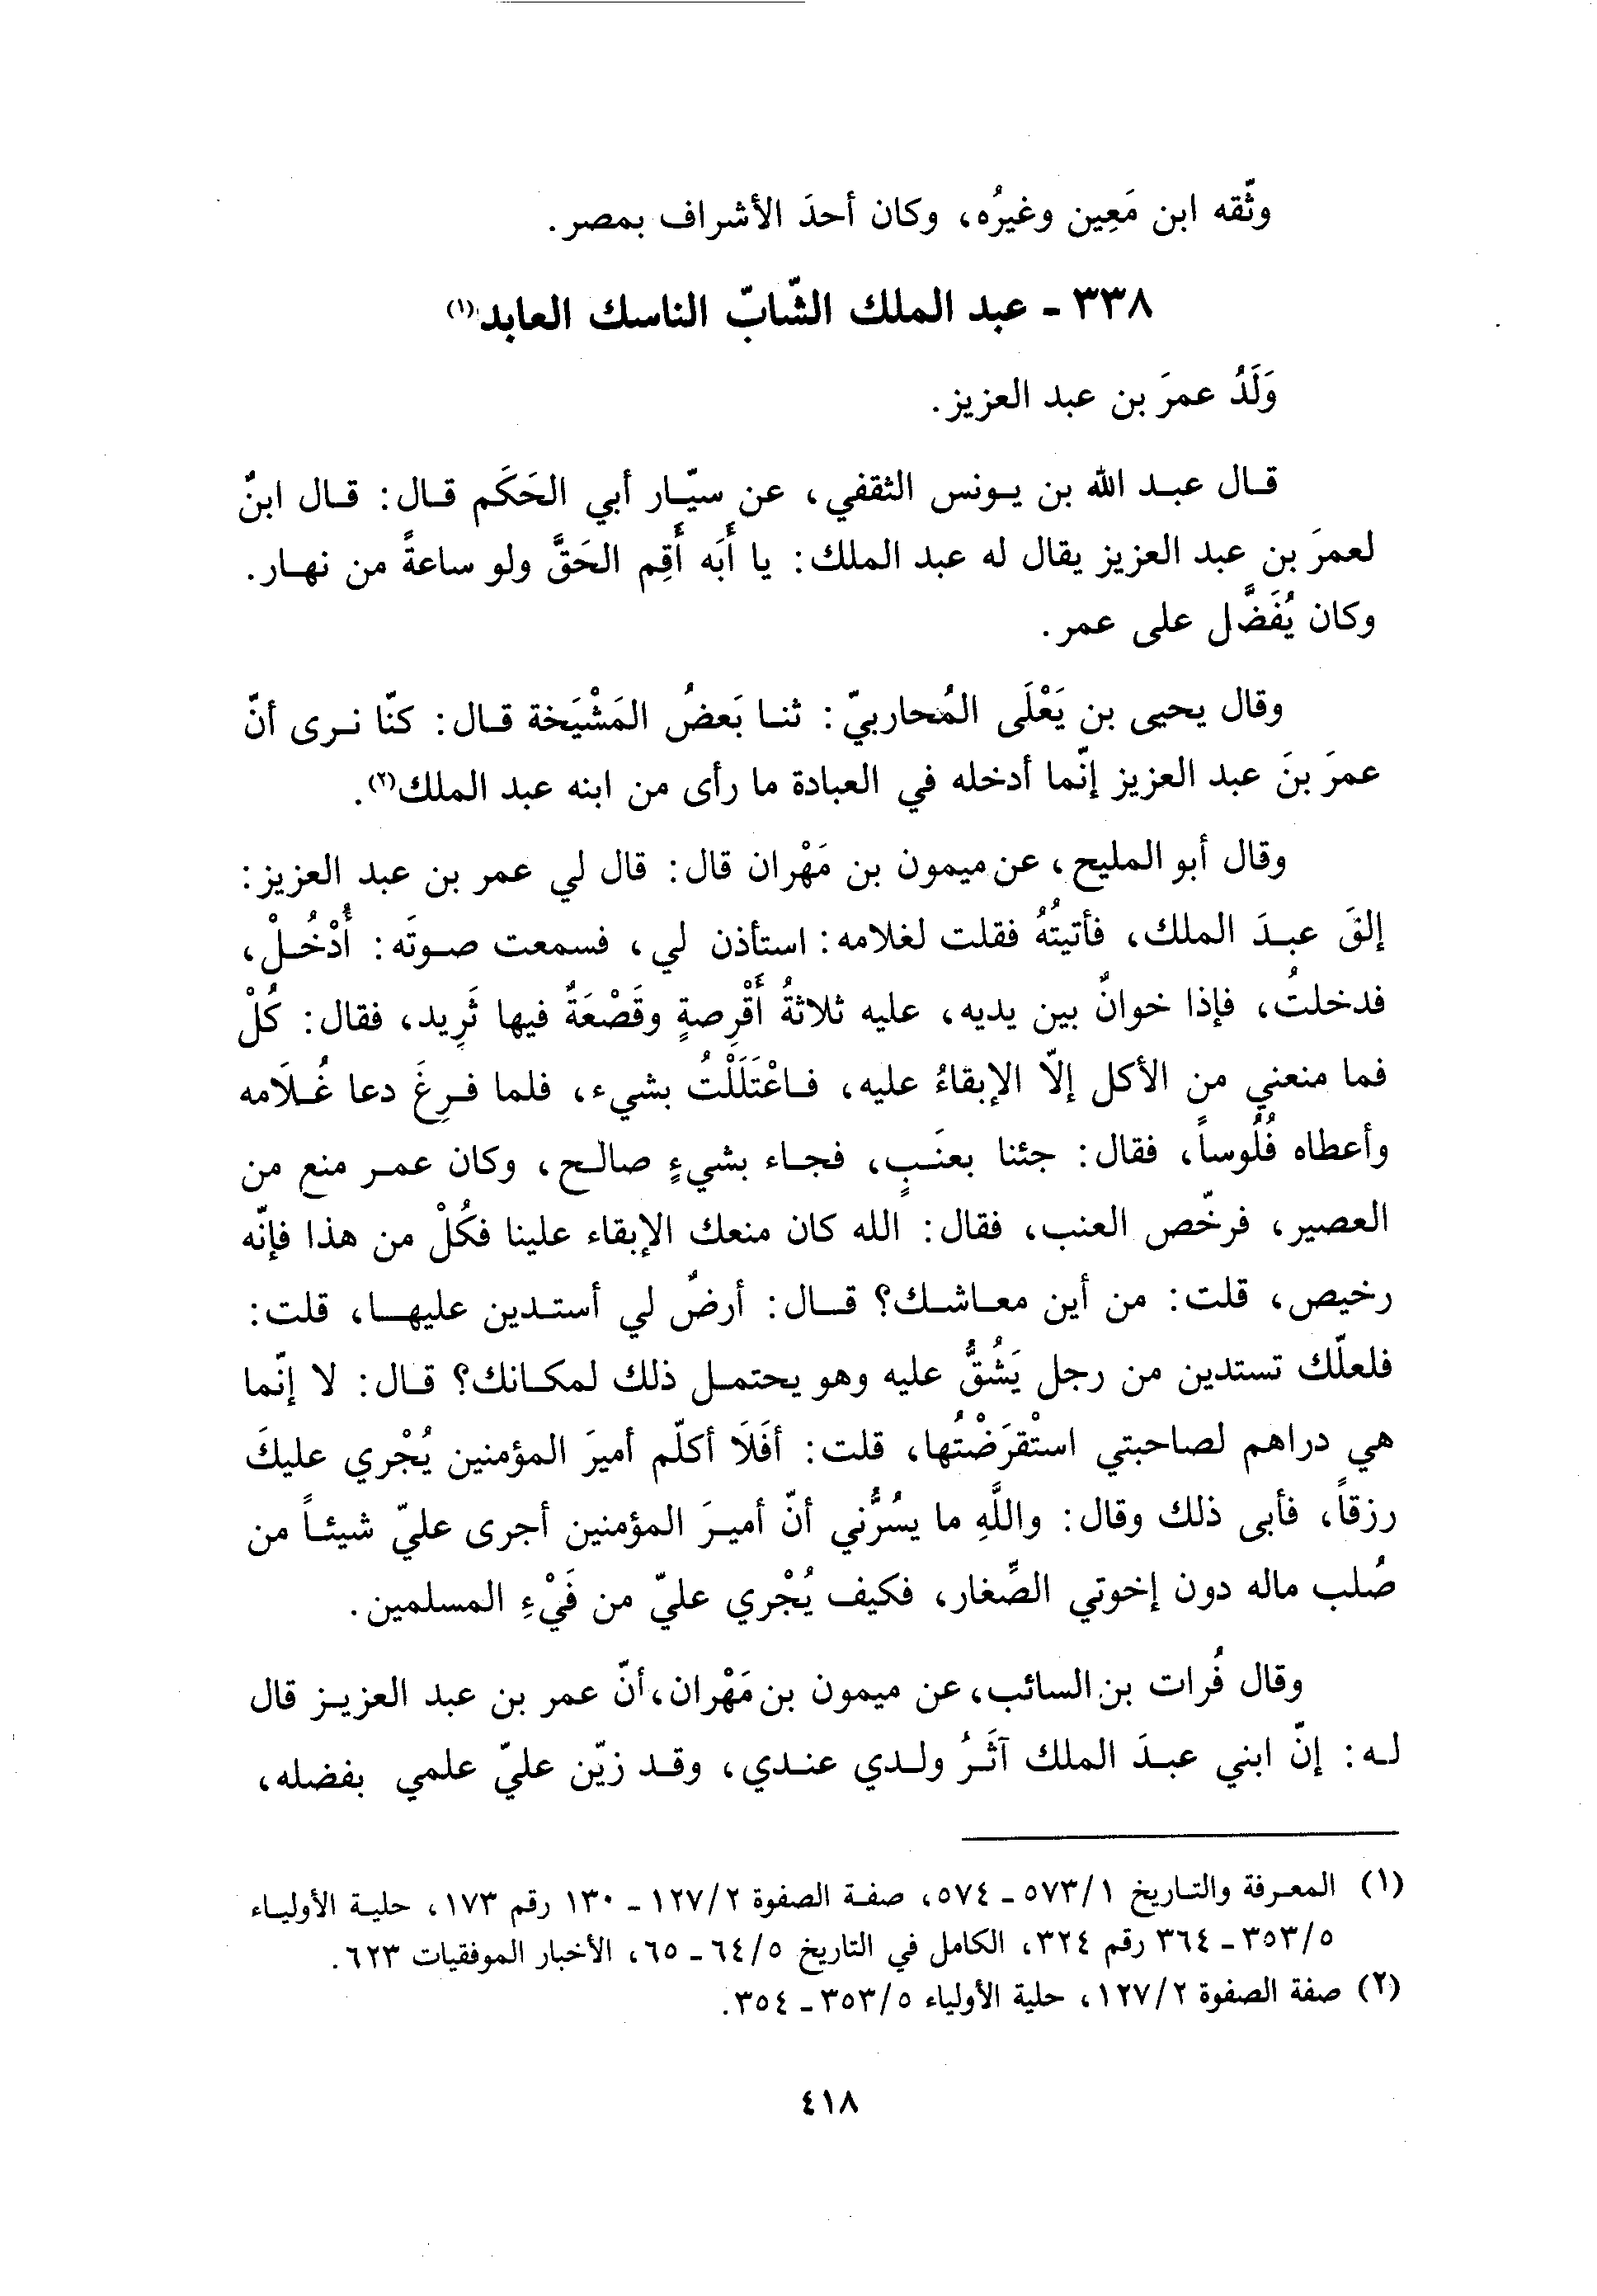 وثّقه ابن مَعِين وغيرُه، وكان أحدَ الأشراف بمصر.
٣٣٨ ـ عبد الملك الشّابّ الناسك العابد(١)
وَلَدُ عمرَ بن عبد العزيز.
قال عبد الله بن يونس الثقفي، عن سيّار أبي الحَكَم قال: قال ابنٌ
لعمرَ بن عبد العزيز يقال له عبد الملك: يا أَبَه أَقِم الحَقَّ ولو ساعةً من نهار.
وكان يُفَضَّل على عمر.
وقال يحيى بن يَعْلَى المُحاربيّ: ثنا بَعضُ المَشْيَخة قال: كنّا نرى أنّ
عمرَ بنَ عبد العزيز إنّما أدخله في العبادة ما رأى من ابنه عبد الملك(٢).
وقال أبو المليح، عن ميمون بن مَهْران قال: قال لي عمر بن عبد العزيز:
إلقَ عبدَ الملك، فأتيتُهُ فقلت لغلامه: استأذن لي، فسمعت صوتَه: أُدْخُلْ،
فدخلتُ، فإذا خوانٌ بين يديه، عليه ثلاثةُ أَقْرِصةٍ وقَصْعَةٌ فيها ثَرِيد، فقال: كُلْ
فما منعني من الأكل إلّا الإبقاءُ عليه، فاعْتَلَلْتُ بشيء، فلما فرِغَ دعا غُلَامه
وأعطاه فُلُوساً، فقال: جئنا بعنَبٍ، فجاء بشيءٍ صالح، وكان عمر منع من
العصير، فرخّص العنب، فقال: الله كان منعك الإبقاء علينا فكُلْ من هذا فإنّه
رخيص، قلت: من أين معاشك؟ قال: أرضٌ لي أستدين عليها، قلت:
فلعلّك تستدين من رجل يَشُقُّ عليه وهو يحتمل ذلك لمكانك؟ قال: لا إنّما
هي دراهم لصاحبتي استْقرَضْتُها، قلت: أفَلَا أكلّم أميرَ المؤمنين يُجْري عليكَ
رزقاً، فأبى ذلك وقال: واللَّهِ ما يسُرُّني أنّ أميرَ المؤمنين أجرى عليّ شيئاً من
صُلب ماله دون إخوتي الصِّغار، فكيف يُجْري عليّ من فَيْءِ المسلمين.
وقال فُرات بن السائب، عن ميمون بن مَهْران، أنّ عمر بن عبد العزيز قال
له: إنّ ابني عبدَ الملك آثَرُ ولدي عندي، وقد زيّن عليّ علمي بفضله،
(١) المعرفة والتاريخ ٥٧٣/١ ـ ٥٧٤، صفة الصفوة ١٢٧/٢ ـ ١٣٠ رقم ١٧٣، حلية الأولياء
٣٥٣/٥ ـ ٣٦٤ رقم ٣٢٤، الكامل في التاريخ ٦٤/٥ ـ ٦٥، الأخبار الموفقيات ٦٢٣.
(٢) صفة الصفوة ١٢٧/٢، حلية الأولياء ٣٥٣/٥ ـ ٣٥٤.
٤١٨